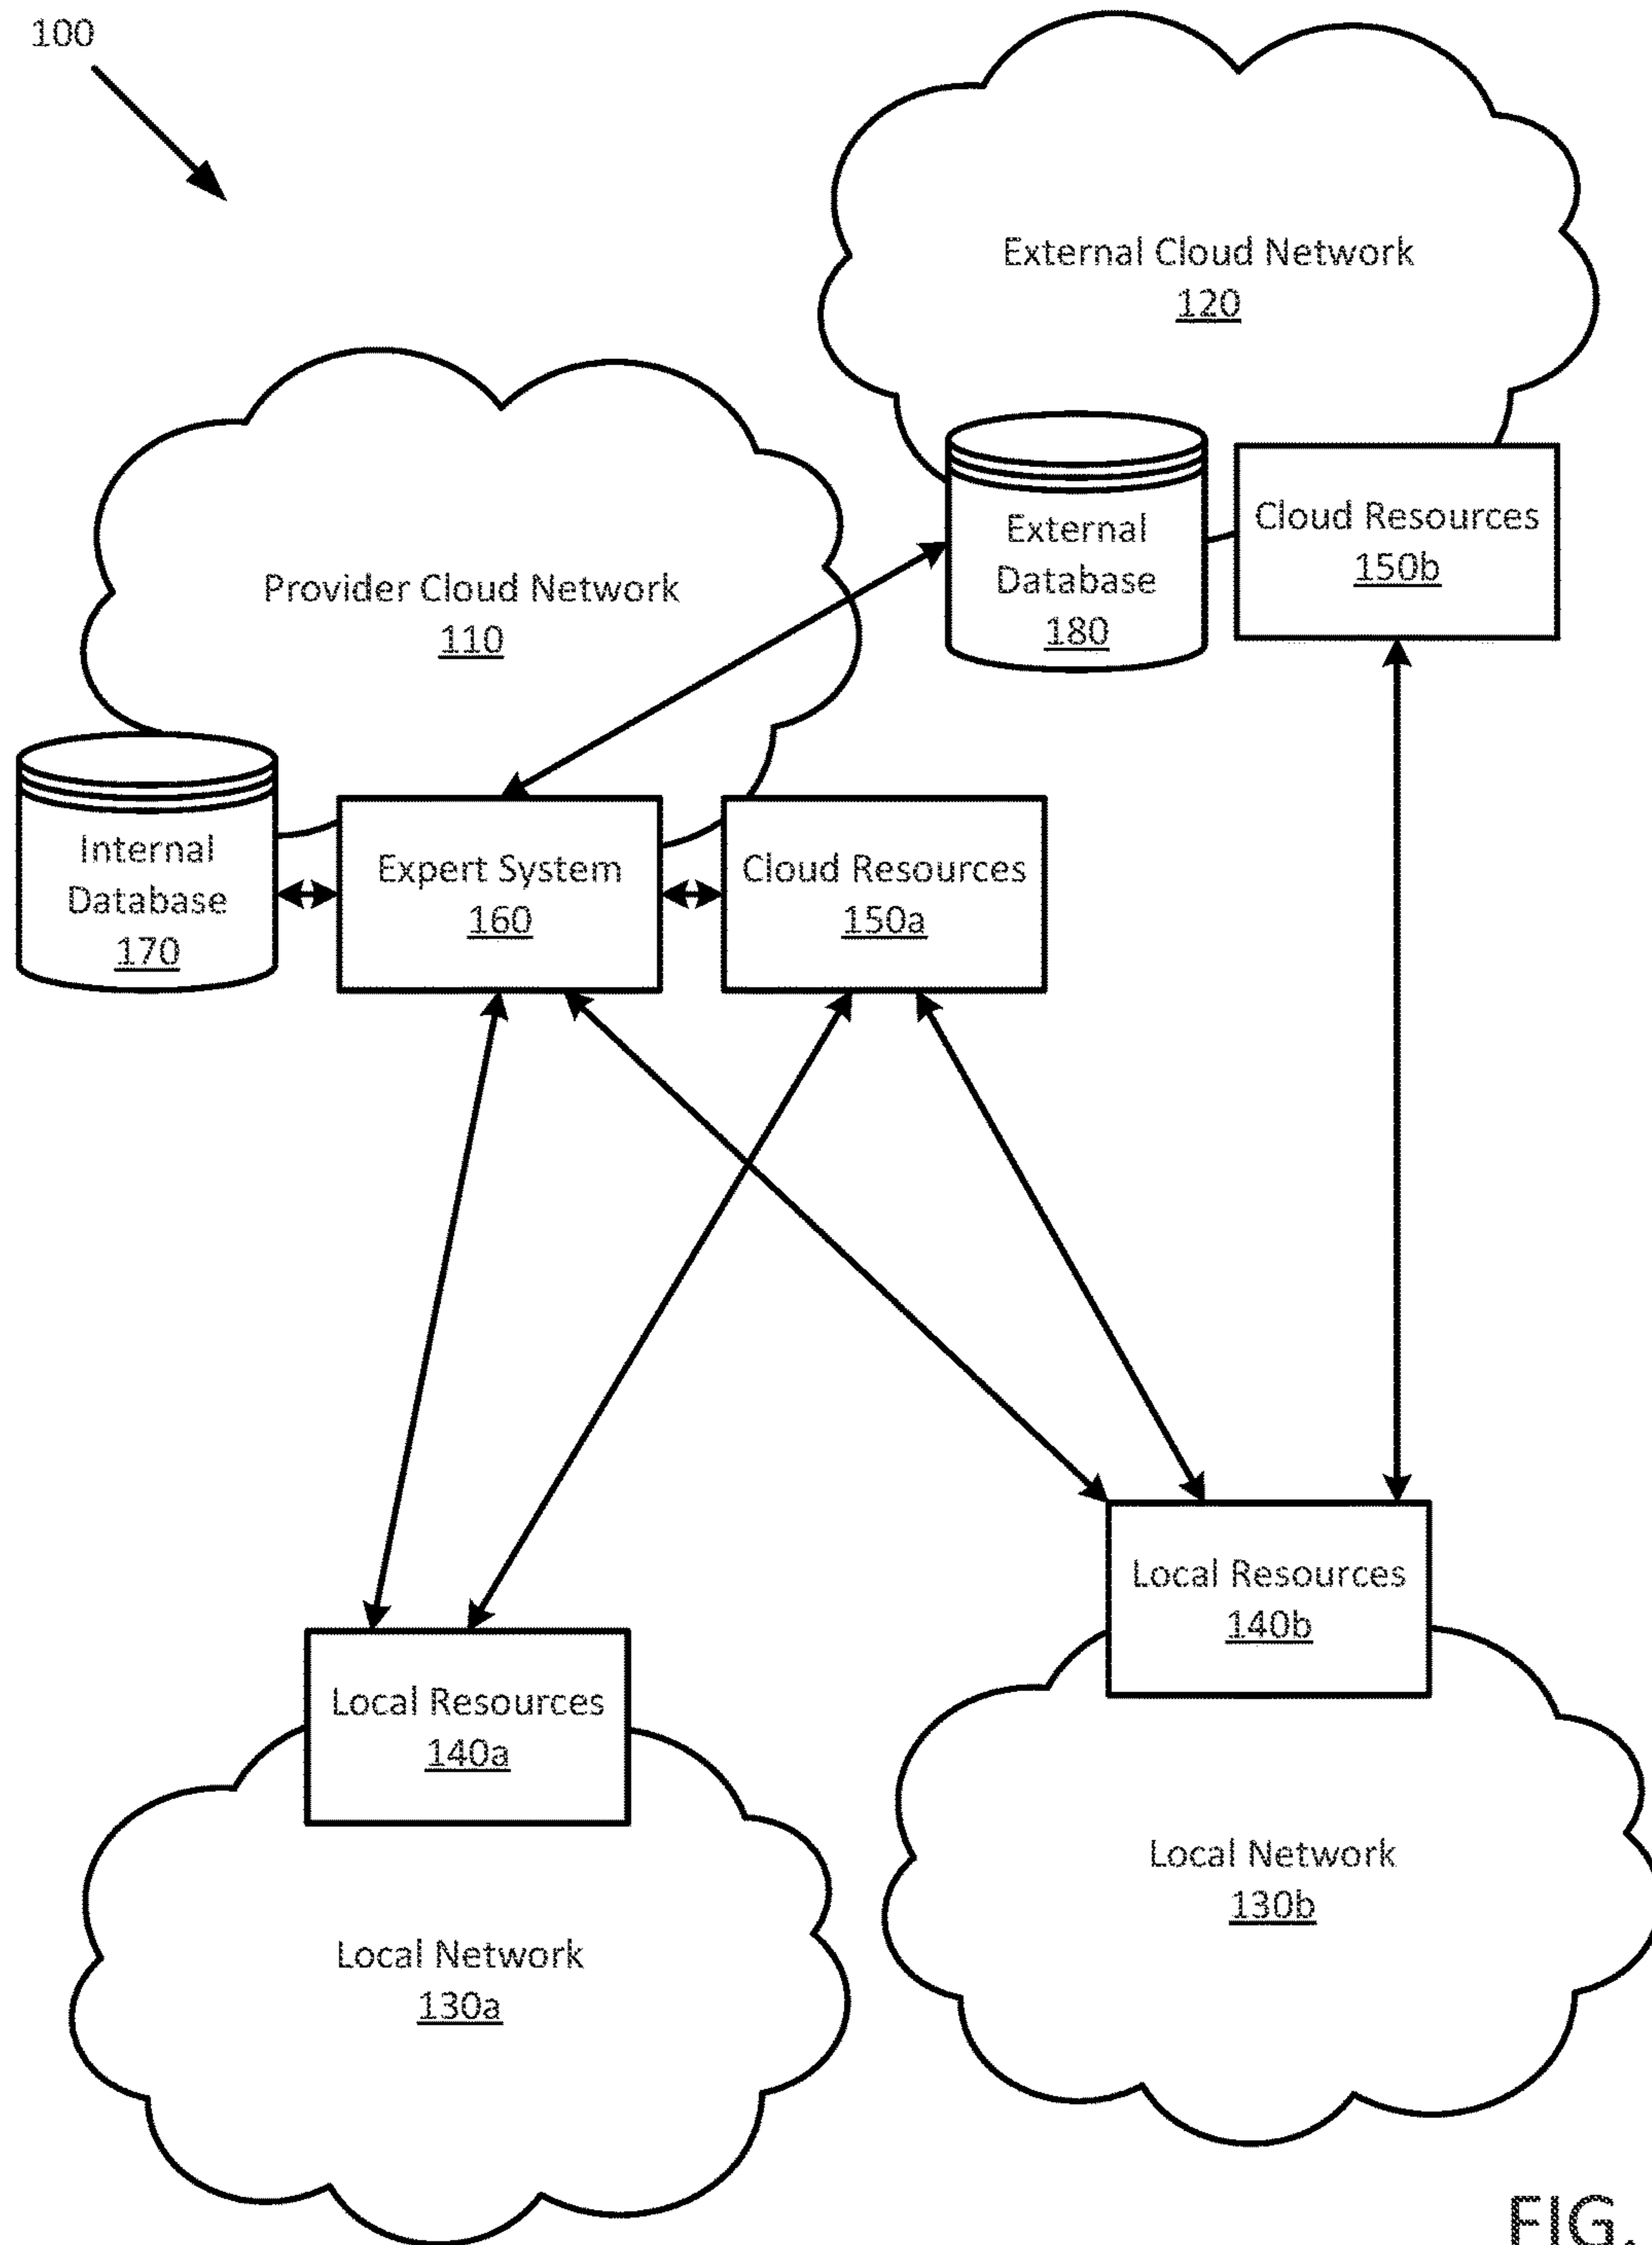 100
External Cloud Network
120
Provider Cloud Network
110
External
Database
180
Cloud Resources
150b
Internal
Database
170
Expert System
160
Cloud Resources
150a
Local Resources
140b
Local Resources
140a
Local Network
130b
Local Network
130a
FIG.